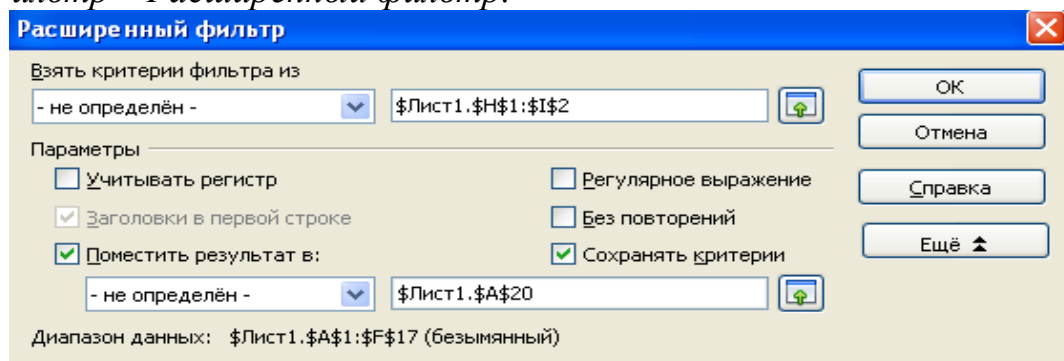 Расширенный фильтр
Взять критерии фильтра из
- не определён -
$Лист1.$H$1:$I$2
ОК
Отмена
Параметры
Учитывать регистр
Регулярное выражение
Справка
Заголовки в первой строке
Без повторений
Ещё
Поместить результат в:
Сохранять критерии
- не определён -
$Лист1.$A$20
Диапазон данных: $Лист1.$A$1:$F$17 (безымянный)